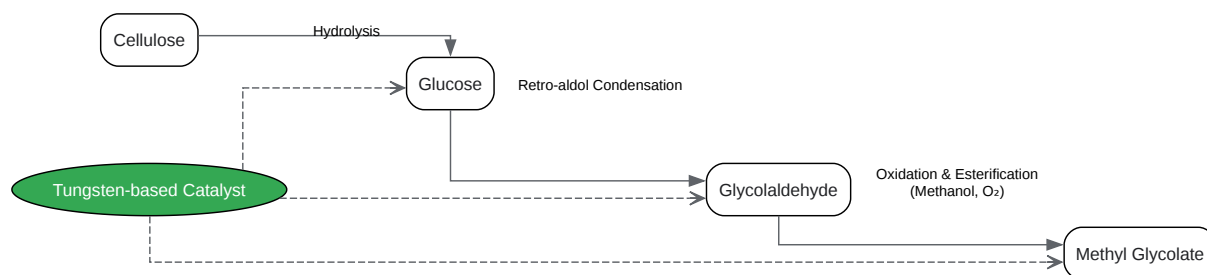 Cellulose
Hydrolysis
Glucose
Retro-aldol Condensation
Tungsten-based Catalyst
Glycolaldehyde
Oxidation & Esterification
(Methanol, O₂)
Methyl Glycolate